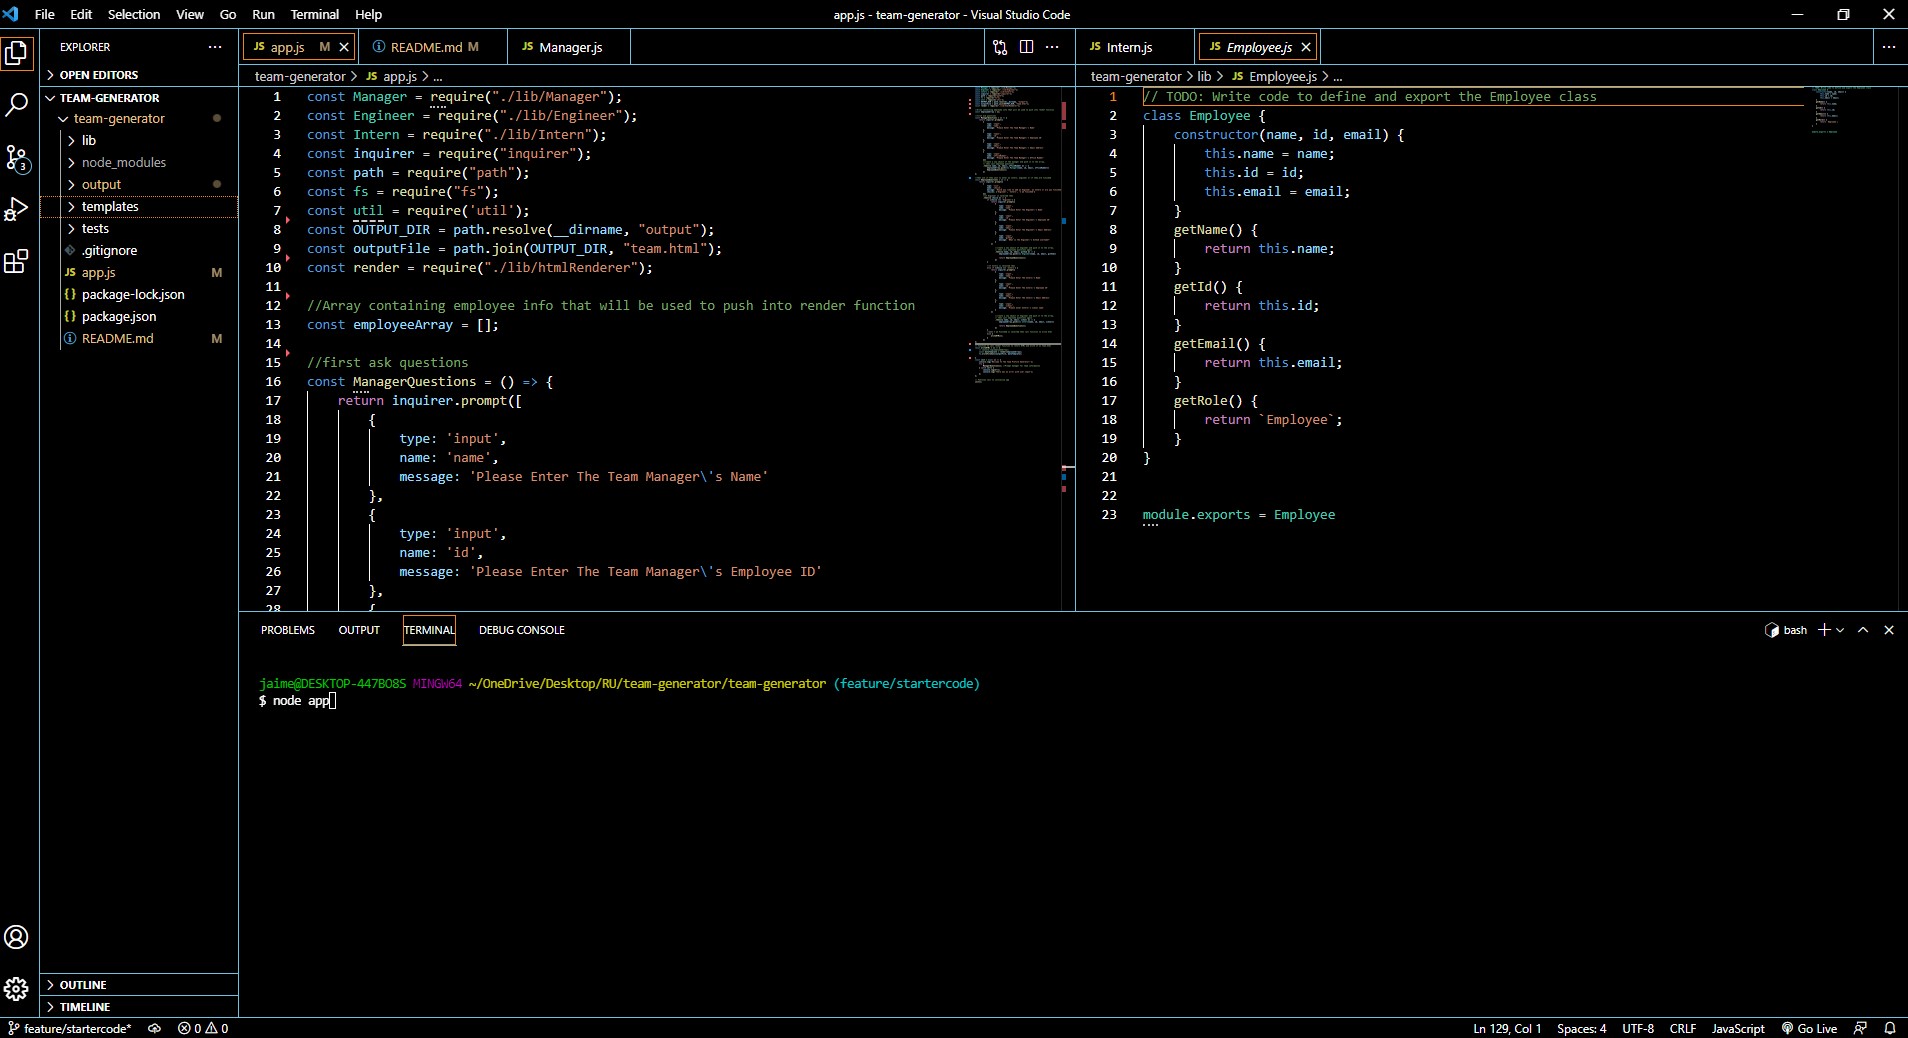 File Edit Selection View Go Run Terminal Help
app.js - team-generator - Visual Studio Code
EXPLORER
OPEN EDITORS
TEAM-GENERATOR
team-generator
lib
node_modules
output
templates
tests
.gitignore
JS app.js M
{} package-lock.json
{} package.json
README.md M
OUTLINE
TIMELINE
3
JS app.js M
README.md M
JS Manager.js
team-generator > JS app.js > ...
1 const Manager = require("./lib/Manager");
2 const Engineer = require("./lib/Engineer");
3 const Intern = require("./lib/Intern");
4 const inquirer = require("inquirer");
5 const path = require("path");
6 const fs = require("fs");
7 const util = require('util');
8 const OUTPUT_DIR = path.resolve(__dirname, "output");
9 const outputFile = path.join(OUTPUT_DIR, "team.html");
10 const render = require("./lib/htmlRenderer");
11
12 //Array containing employee info that will be used to push into render function
13 const employeeArray = [];
14
15 //first ask questions
16 const ManagerQuestions = () => {
17 return inquirer.prompt([
18 {
19 type: 'input',
20 name: 'name',
21 message: 'Please Enter The Team Manager\'s Name'
22 },
23 {
24 type: 'input',
25 name: 'id',
26 message: 'Please Enter The Team Manager\'s Employee ID'
27 },
28 {
JS Intern.js
JS Employee.js
team-generator > lib > JS Employee.js > ...
1 // TODO: Write code to define and export the Employee class
2 class Employee {
3 constructor(name, id, email) {
4 this.name = name;
5 this.id = id;
6 this.email = email;
7 }
8 getName() {
9 return this.name;
10 }
11 getId() {
12 return this.id;
13 }
14 getEmail() {
15 return this.email;
16 }
17 getRole() {
18 return `Employee`;
19 }
20 }
21
22
23 module.exports = Employee
PROBLEMS OUTPUT TERMINAL DEBUG CONSOLE
bash
jaime@DESKTOP-447BO8S MINGW64 ~/OneDrive/Desktop/RU/team-generator/team-generator (feature/startercode)
$ node app
feature/startercode* 0 0
Ln 129, Col 1 Spaces: 4 UTF-8 CRLF JavaScript Go Live